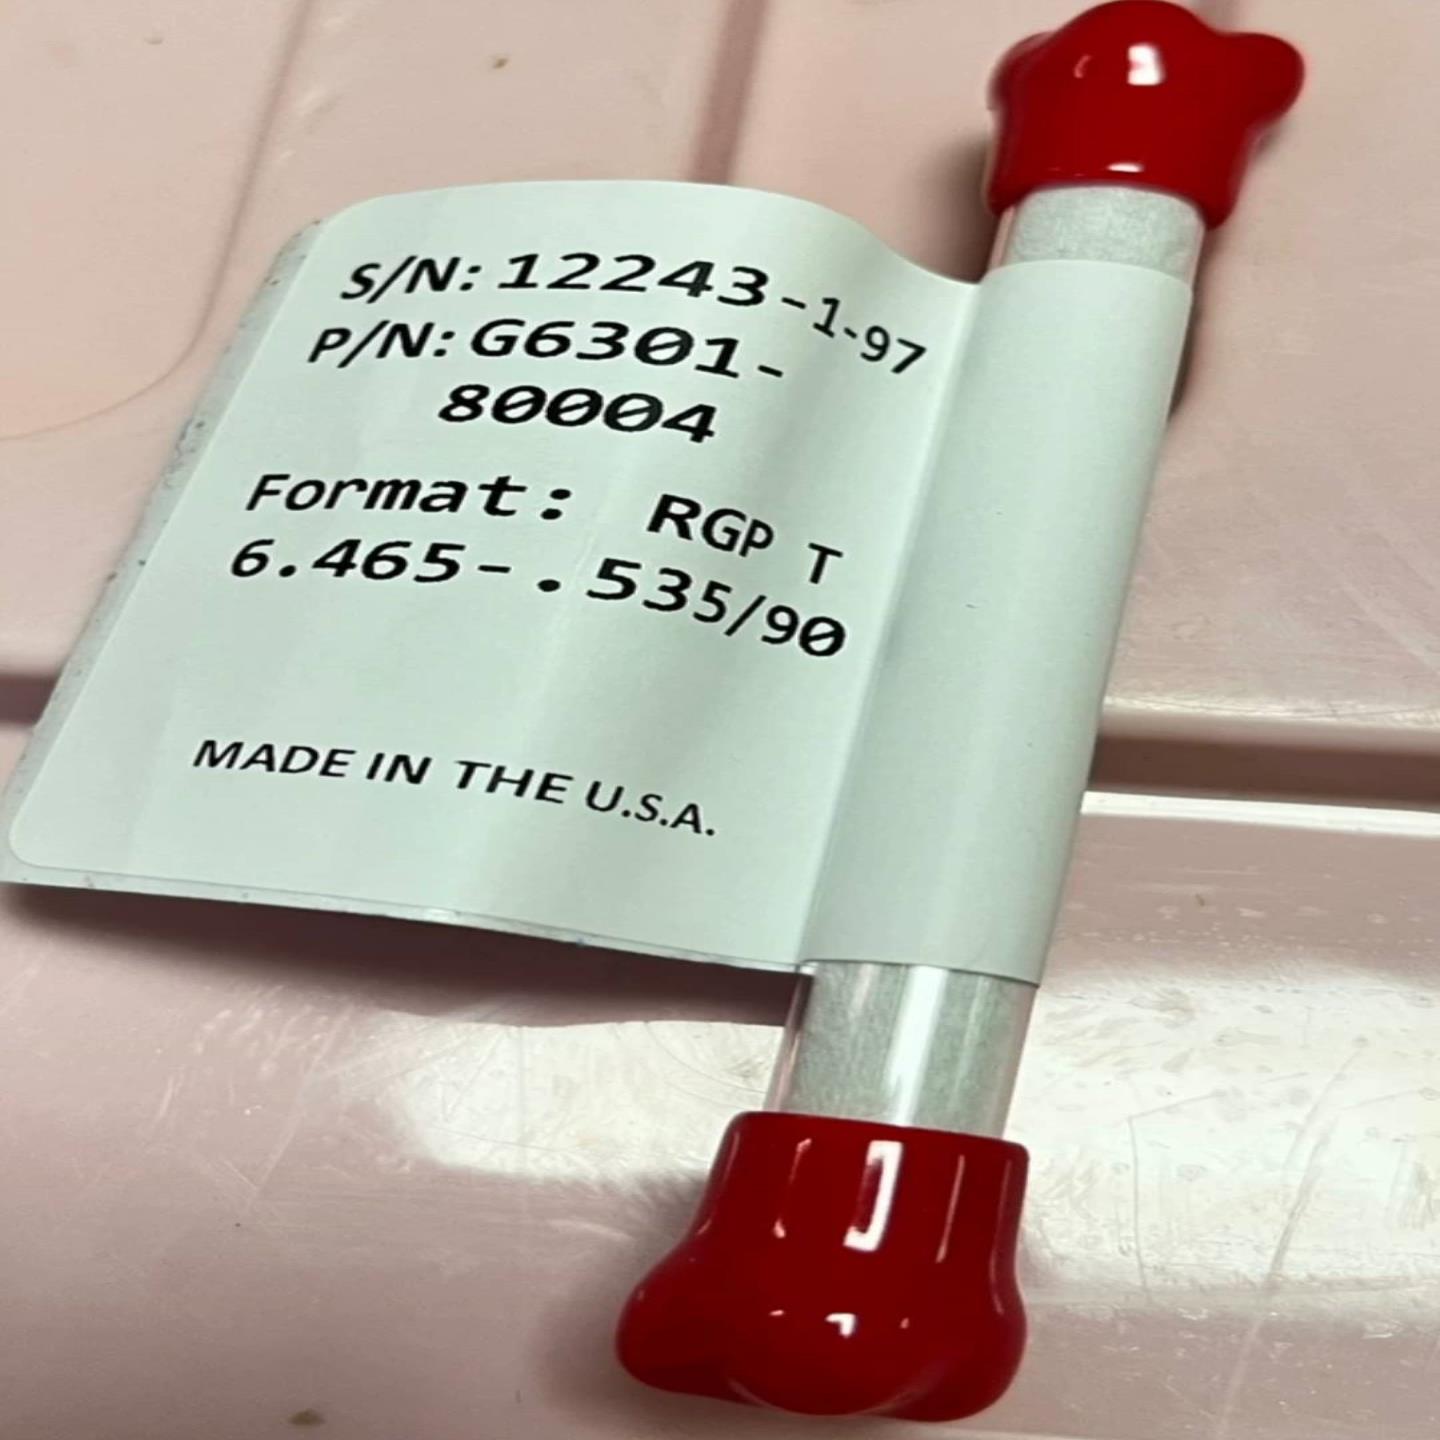 S/N: 12243-1-97
P/N: G6301-
80004
Format: RGP T
6.465-.535/90
MADE IN THE U.S.A.